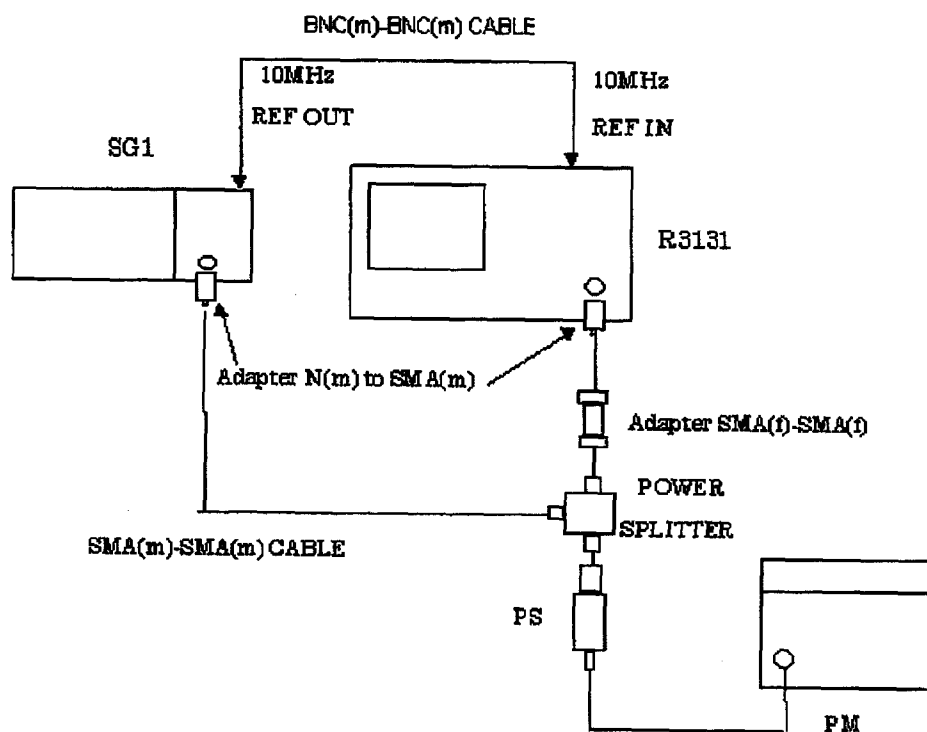 BNC(m)-BNC(m) CABLE
10MHz
REF OUT
10MHz
REF IN
SG1
R3131
Adapter N(m) to SMA(m)
Adapter SMA(f)-SMA(f)
POWER
SPLITTER
SMA(m)-SMA(m) CABLE
PS
PM